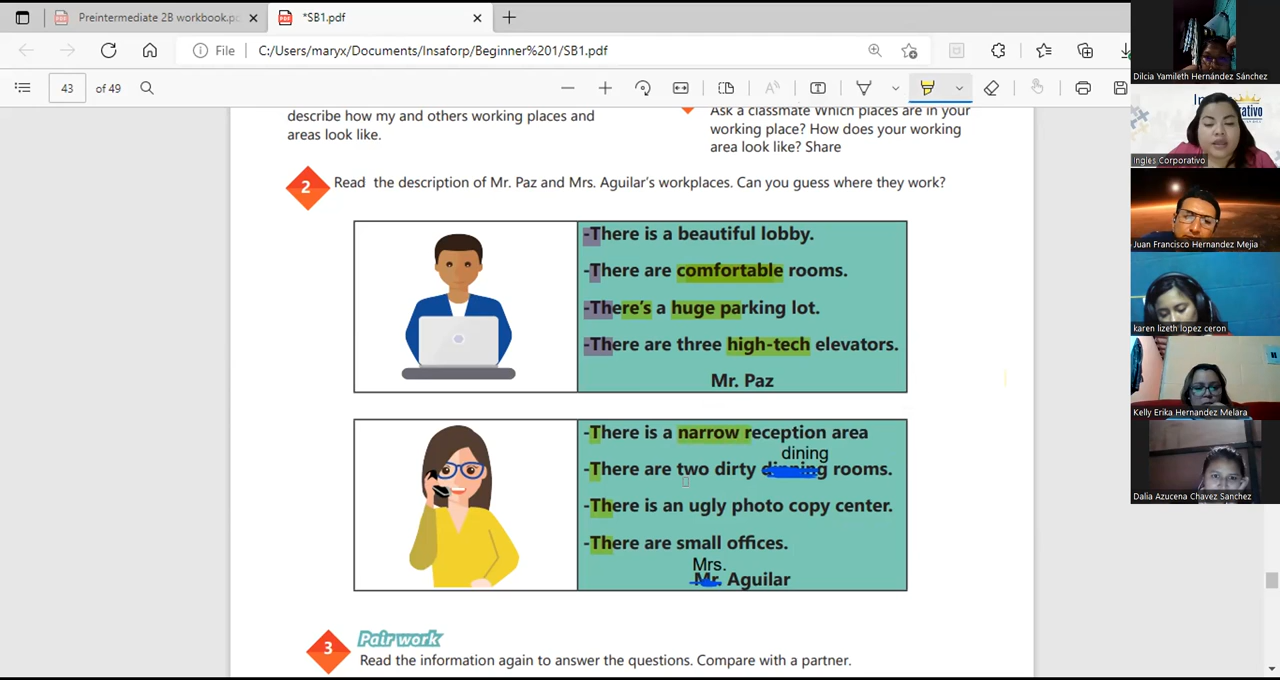 Preintermediate 2B workbook.p
*SB1.pdf
File
C:/Users/maryx/Documents/Insaforp/Beginner%201/SB1.pdf
43
of 49
describe how my and others working places and
areas look like.
Ask a classmate Which places are in your
working place? How does your working
area look like? Share
2
Read the description of Mr. Paz and Mrs. Aguilar's workplaces. Can you guess where they work?
-There is a beautiful lobby.
-There are comfortable rooms.
-There's a huge parking lot.
-There are three high-tech elevators.
Mr. Paz
-There is a narrow reception area
dining
-There are two dirty dinning rooms.
-There is an ugly photo copy center.
-There are small offices.
Mrs.
Mr. Aguilar
3
Pair work
Read the information again to answer the questions. Compare with a partner.
Dilcia Yamileth Hernández Sánchez
Ingles Corporativo
Juan Francisco Hernandez Mejia
karen lizeth lopez ceron
Kelly Erika Hernandez Melara
Dalia Azucena Chavez Sanchez